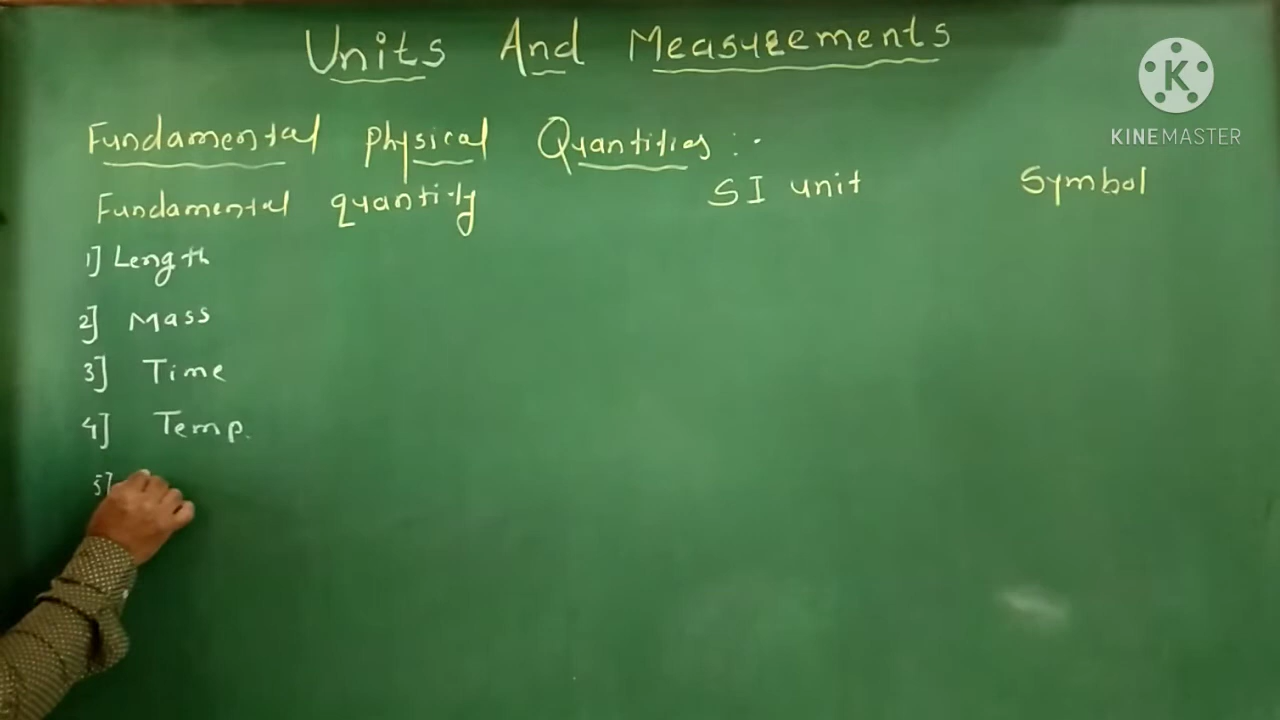 Units And Measurements
K
KINEMASTER
Fundamental physical Quantities :-
Fundamental quantity SI unit Symbol
1] Length
2] Mass
3] Time
4] Temp.
5]